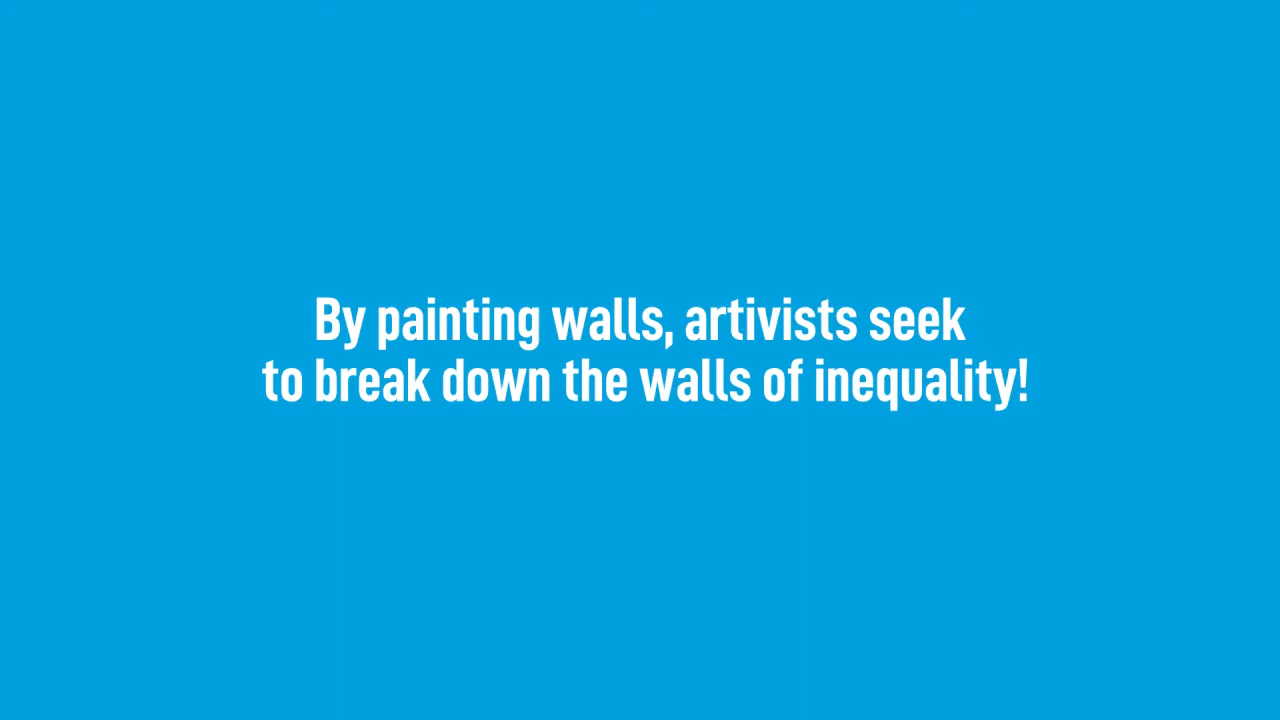 By painting walls, artivists seek
to break down the walls of inequality!